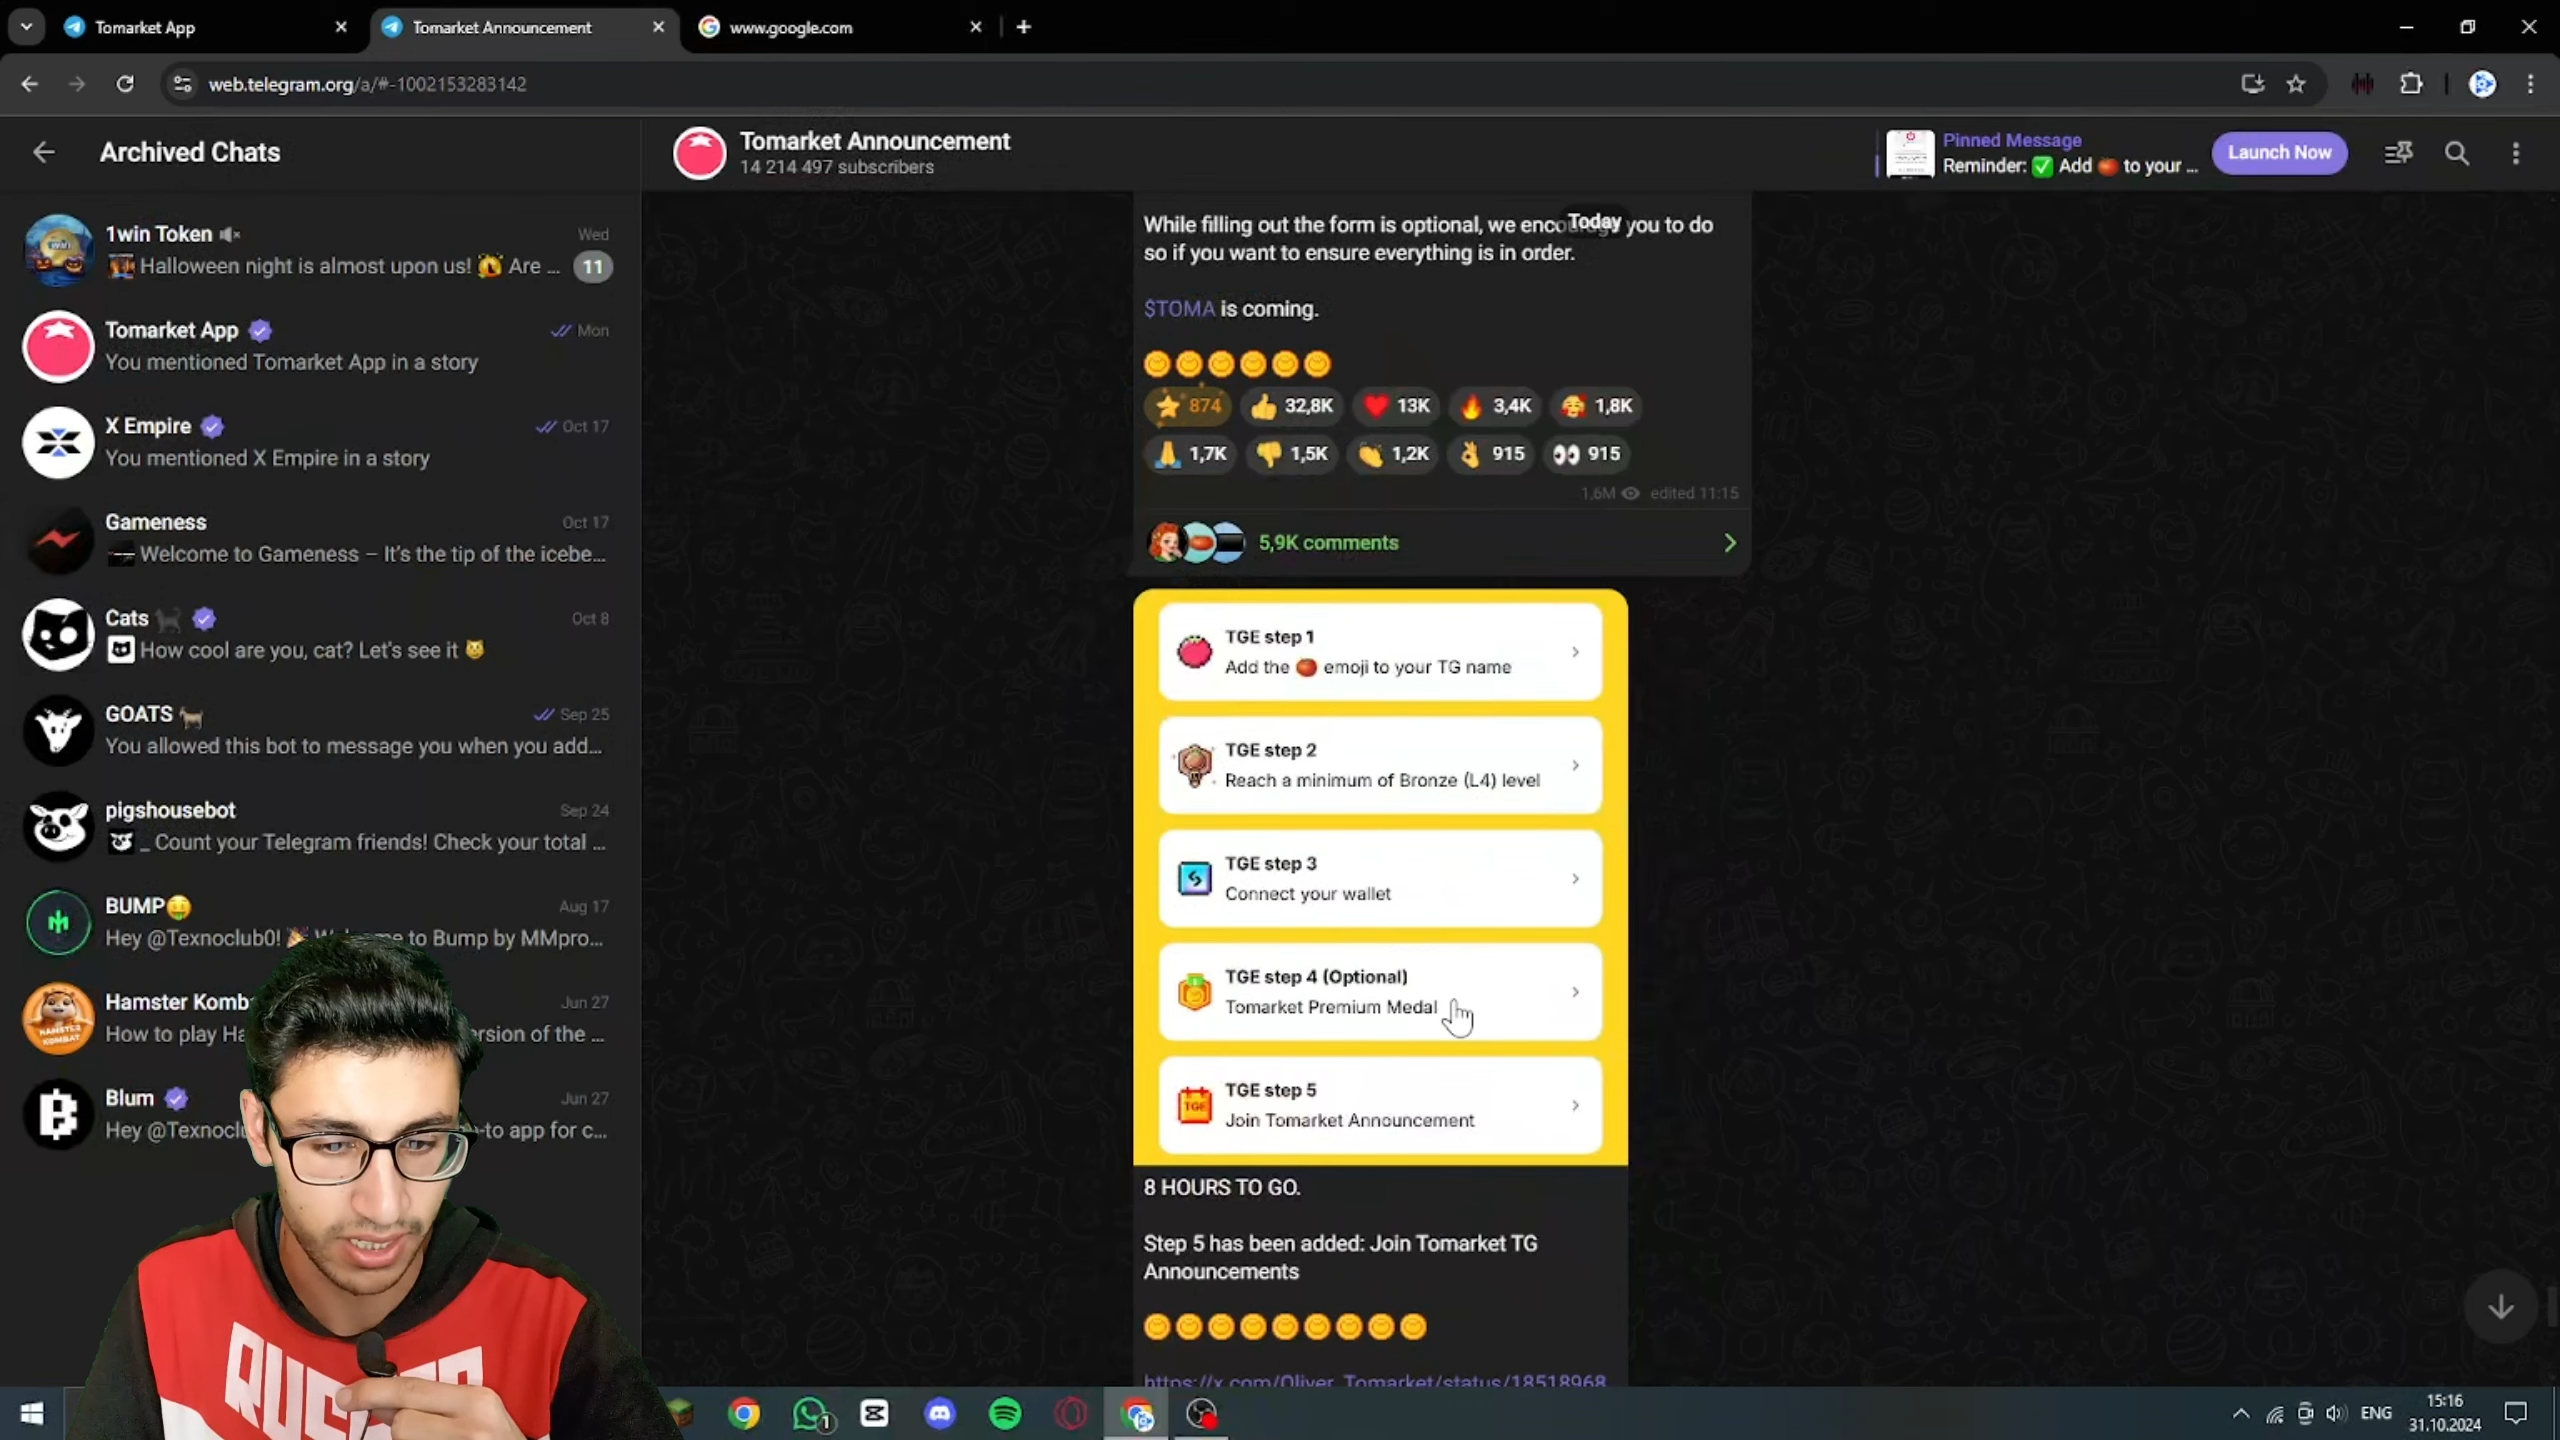 Tomarket App
Tomarket Announcement
www.google.com
web.telegram.org/a/#-1002153283142
Archived Chats
1win Token
Wed
Halloween night is almost upon us! 🎃 Are ...
11
Tomarket App
Mon
You mentioned Tomarket App in a story
X Empire
Oct 17
You mentioned X Empire in a story
Gameness
Oct 17
Welcome to Gameness – It's the tip of the icebe...
Cats 🐈‍⬛
Oct 8
How cool are you, cat? Let's see it 😺
GOATS 🐐
Sep 25
You allowed this bot to message you when you add...
pigshousebot
Sep 24
_ Count your Telegram friends! Check your total ...
BUMP🤑
Aug 17
Hey @Texnoclub0! 🎉 Welcome to Bump by MMpro...
Hamster Komb
Jun 27
How to play Ha
rsion of the ...
Blum
Jun 27
Hey @Texnoclu
-to app for c...
Tomarket Announcement
14 214 497 subscribers
Pinned Message
Reminder: ✅ Add 🍅 to your ...
Launch Now
Today
While filling out the form is optional, we encourage you to do
so if you want to ensure everything is in order.
$TOMA is coming.
⭐ 874 👍 32,8K ❤️ 13K 🔥 3,4K 🥰 1,8K
🙏 1,7K 👎 1,5K 👏 1,2K 👌 915 👀 915
1.6M edited 11:15
5,9K comments
TGE step 1
Add the 🍅 emoji to your TG name
TGE step 2
Reach a minimum of Bronze (L4) level
TGE step 3
Connect your wallet
TGE step 4 (Optional)
Tomarket Premium Medal
TGE
TGE step 5
Join Tomarket Announcement
8 HOURS TO GO.
Step 5 has been added: Join Tomarket TG
Announcements
https://x.com/Oliver_Tomarket/status/18518968
1
ENG
15:16
31.10.2024